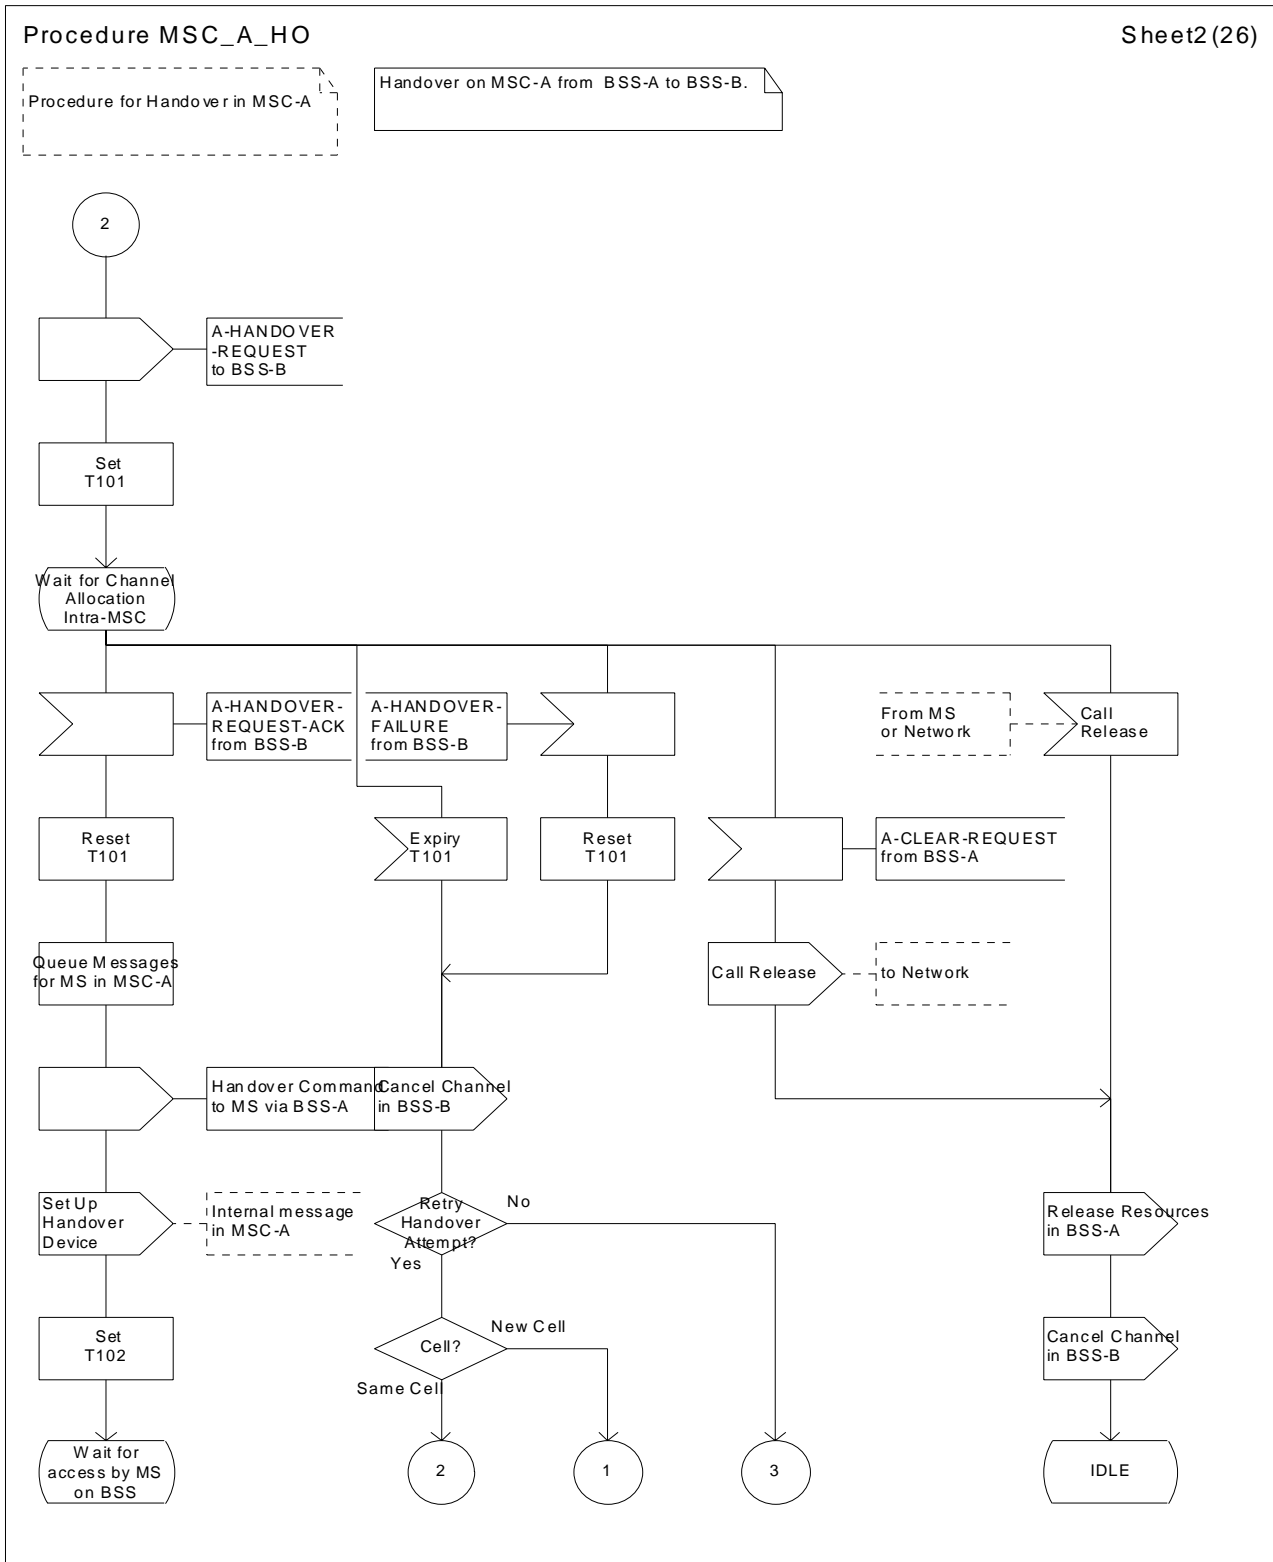 Procedure MSC_A_HO
Sheet2(26)
Procedure for Handover in MSC-A
Handover on MSC-A from BSS-A to BSS-B.
2
A-HANDOVER
-REQUEST
to BSS-B
Set
T101
Wait for Channel
Allocation
Intra-MSC
A-HANDOVER-
REQUEST-ACK
from BSS-B
A-HANDOVER-
FAILURE
from BSS-B
From MS
or Network
Call
Release
Reset
T101
Expiry
T101
Reset
T101
A-CLEAR-REQUEST
from BSS-A
Queue Messages
for MS in MSC-A
Call Release
to Network
Handover Command
to MS via BSS-A
Cancel Channel
in BSS-B
Set Up
Handover
Device
Internal message
in MSC-A
Retry
Handover
Attempt?
No
Yes
Release Resources
in BSS-A
Set
T102
Cell?
New Cell
Same Cell
Cancel Channel
in BSS-B
Wait for
access by MS
on BSS
2
1
3
IDLE